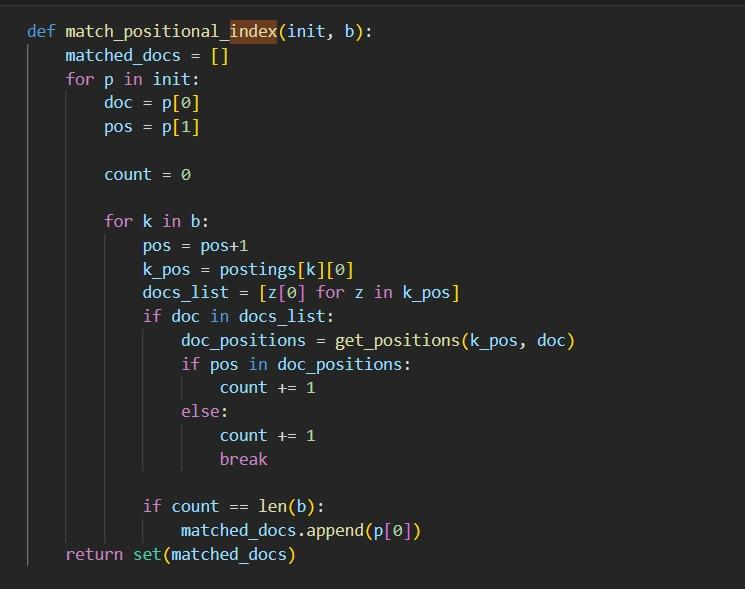 def match_positional_index(init, b):
    matched_docs = []
    for p in init:
        doc = p[0]
        pos = p[1]

        count = 0

        for k in b:
            pos = pos+1
            k_pos = postings[k][0]
            docs_list = [z[0] for z in k_pos]
            if doc in docs_list:
                doc_positions = get_positions(k_pos, doc)
                if pos in doc_positions:
                    count += 1
                else:
                    count += 1
                    break

            if count == len(b):
                matched_docs.append(p[0])
    return set(matched_docs)